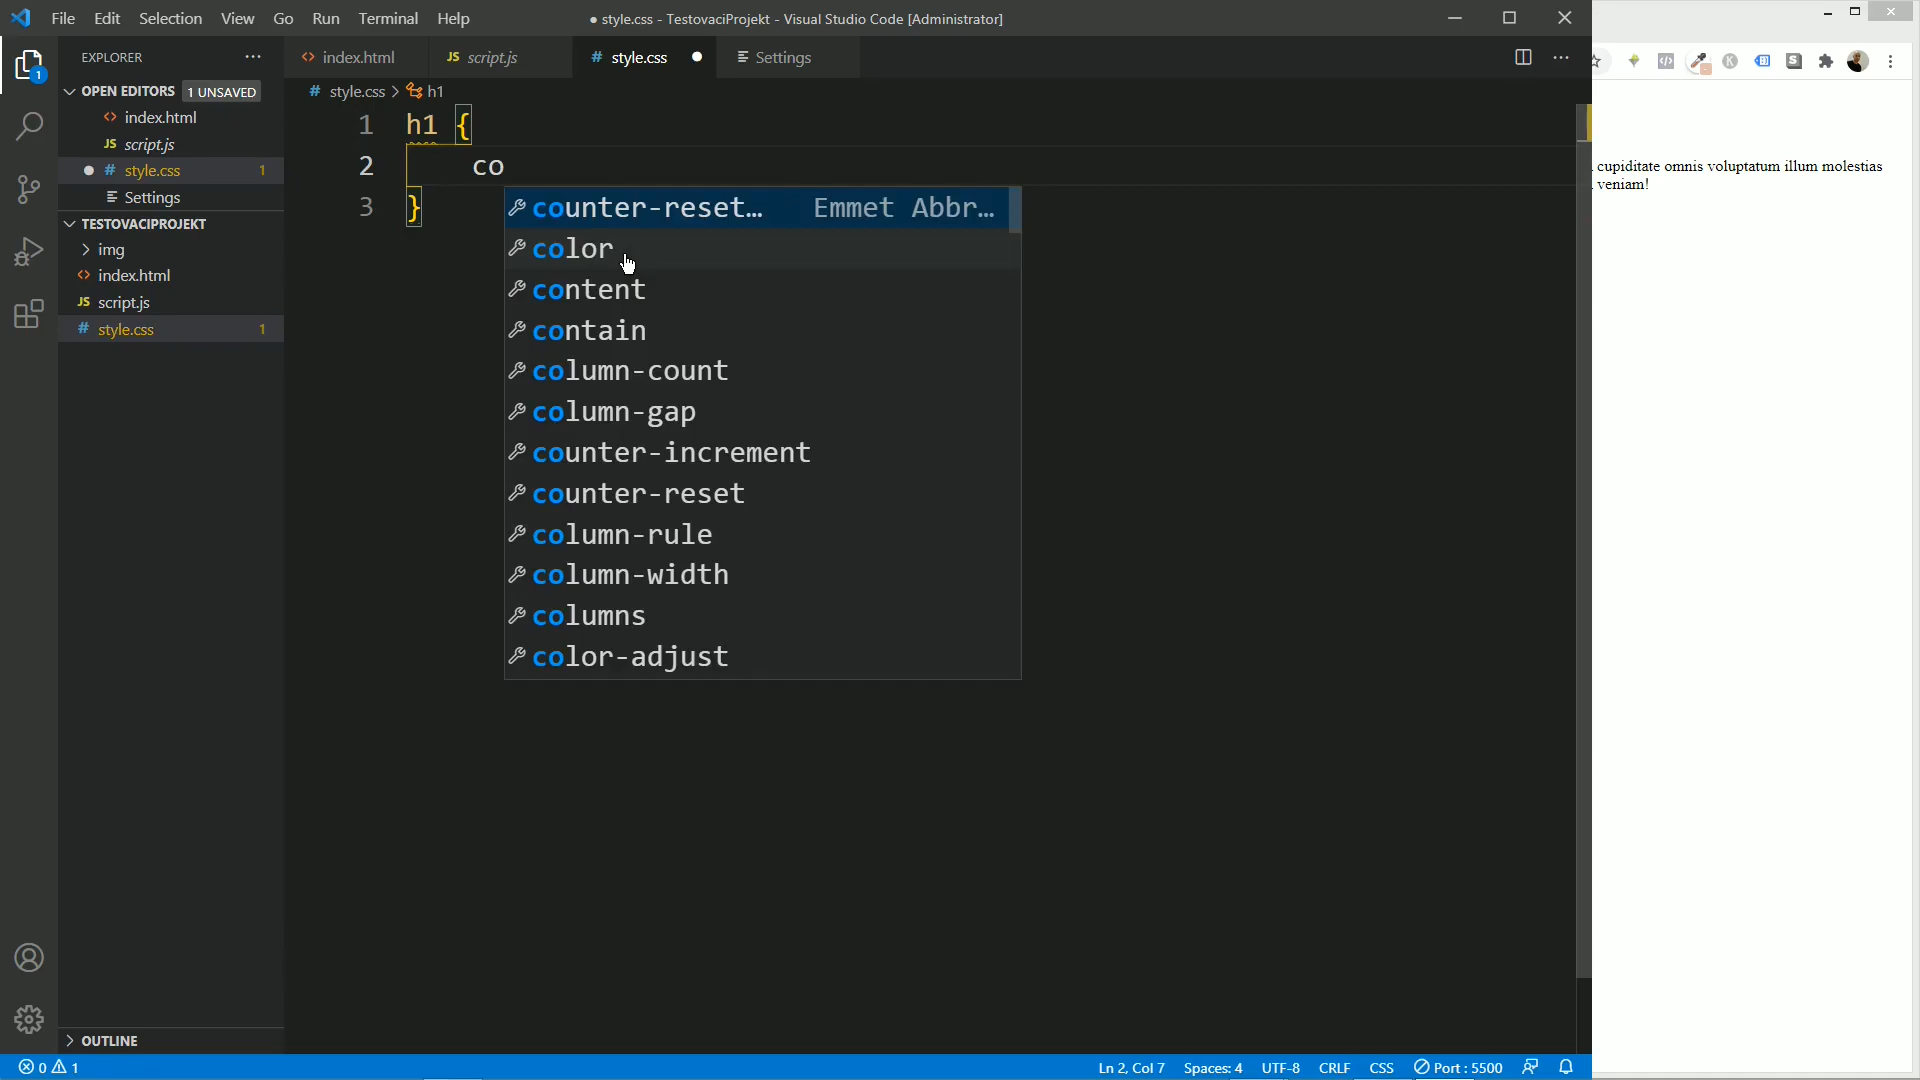 File Edit Selection View Go Run Terminal Help
● style.css - TestovaciProjekt - Visual Studio Code [Administrator]
EXPLORER
index.html
JS script.js
# style.css
Settings
OPEN EDITORS 1 UNSAVED
# style.css > h1
index.html
JS script.js
# style.css 1
Settings
TESTOVACIPROJEKT
img
index.html
JS script.js
# style.css 1
1 h1 {
2 co
3 }
counter-reset… Emmet Abbr…
color
content
contain
column-count
column-gap
counter-increment
counter-reset
column-rule
column-width
columns
color-adjust
cupiditate omnis voluptatum illum molestias
veniam!
OUTLINE
0 1
Ln 2, Col 7 Spaces: 4 UTF-8 CRLF CSS Port : 5500
1
K
S